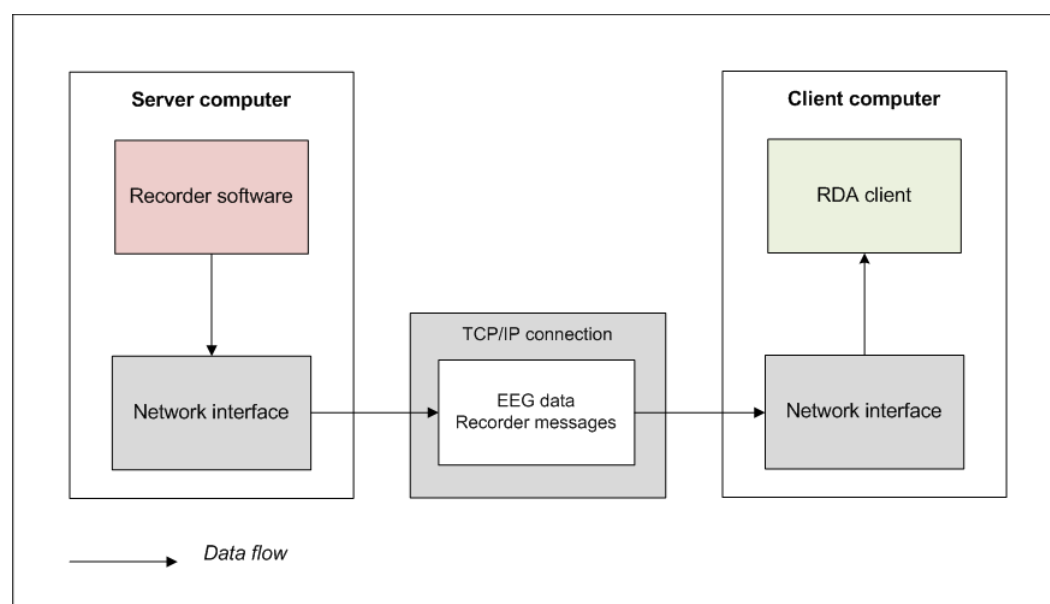 Server computer
Recorder software
Network interface
TCP/IP connection
EEG data
Recorder messages
Client computer
RDA client
Network interface
Data flow